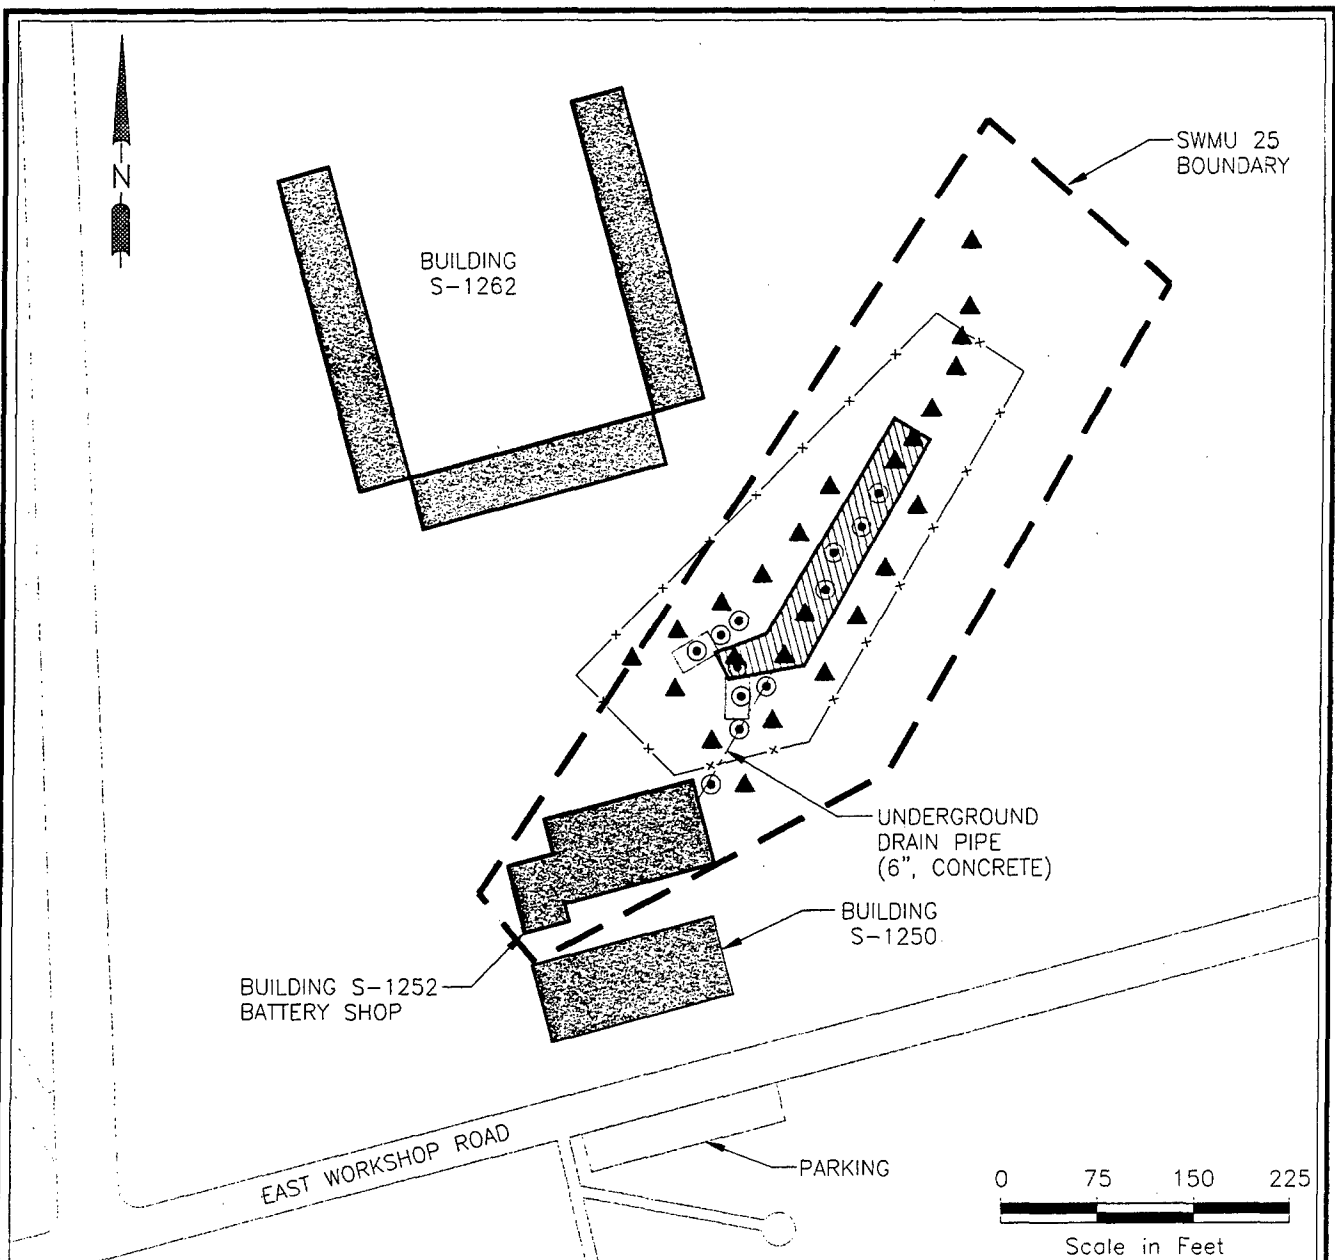 N
SWMU 25
BOUNDARY
BUILDING
S-1262
UNDERGROUND
DRAIN PIPE
(6", CONCRETE)
BUILDING
S-1250
BUILDING S-1252
BATTERY SHOP
EAST WORKSHOP ROAD
PARKING
0 75 150 225
Scale in Feet